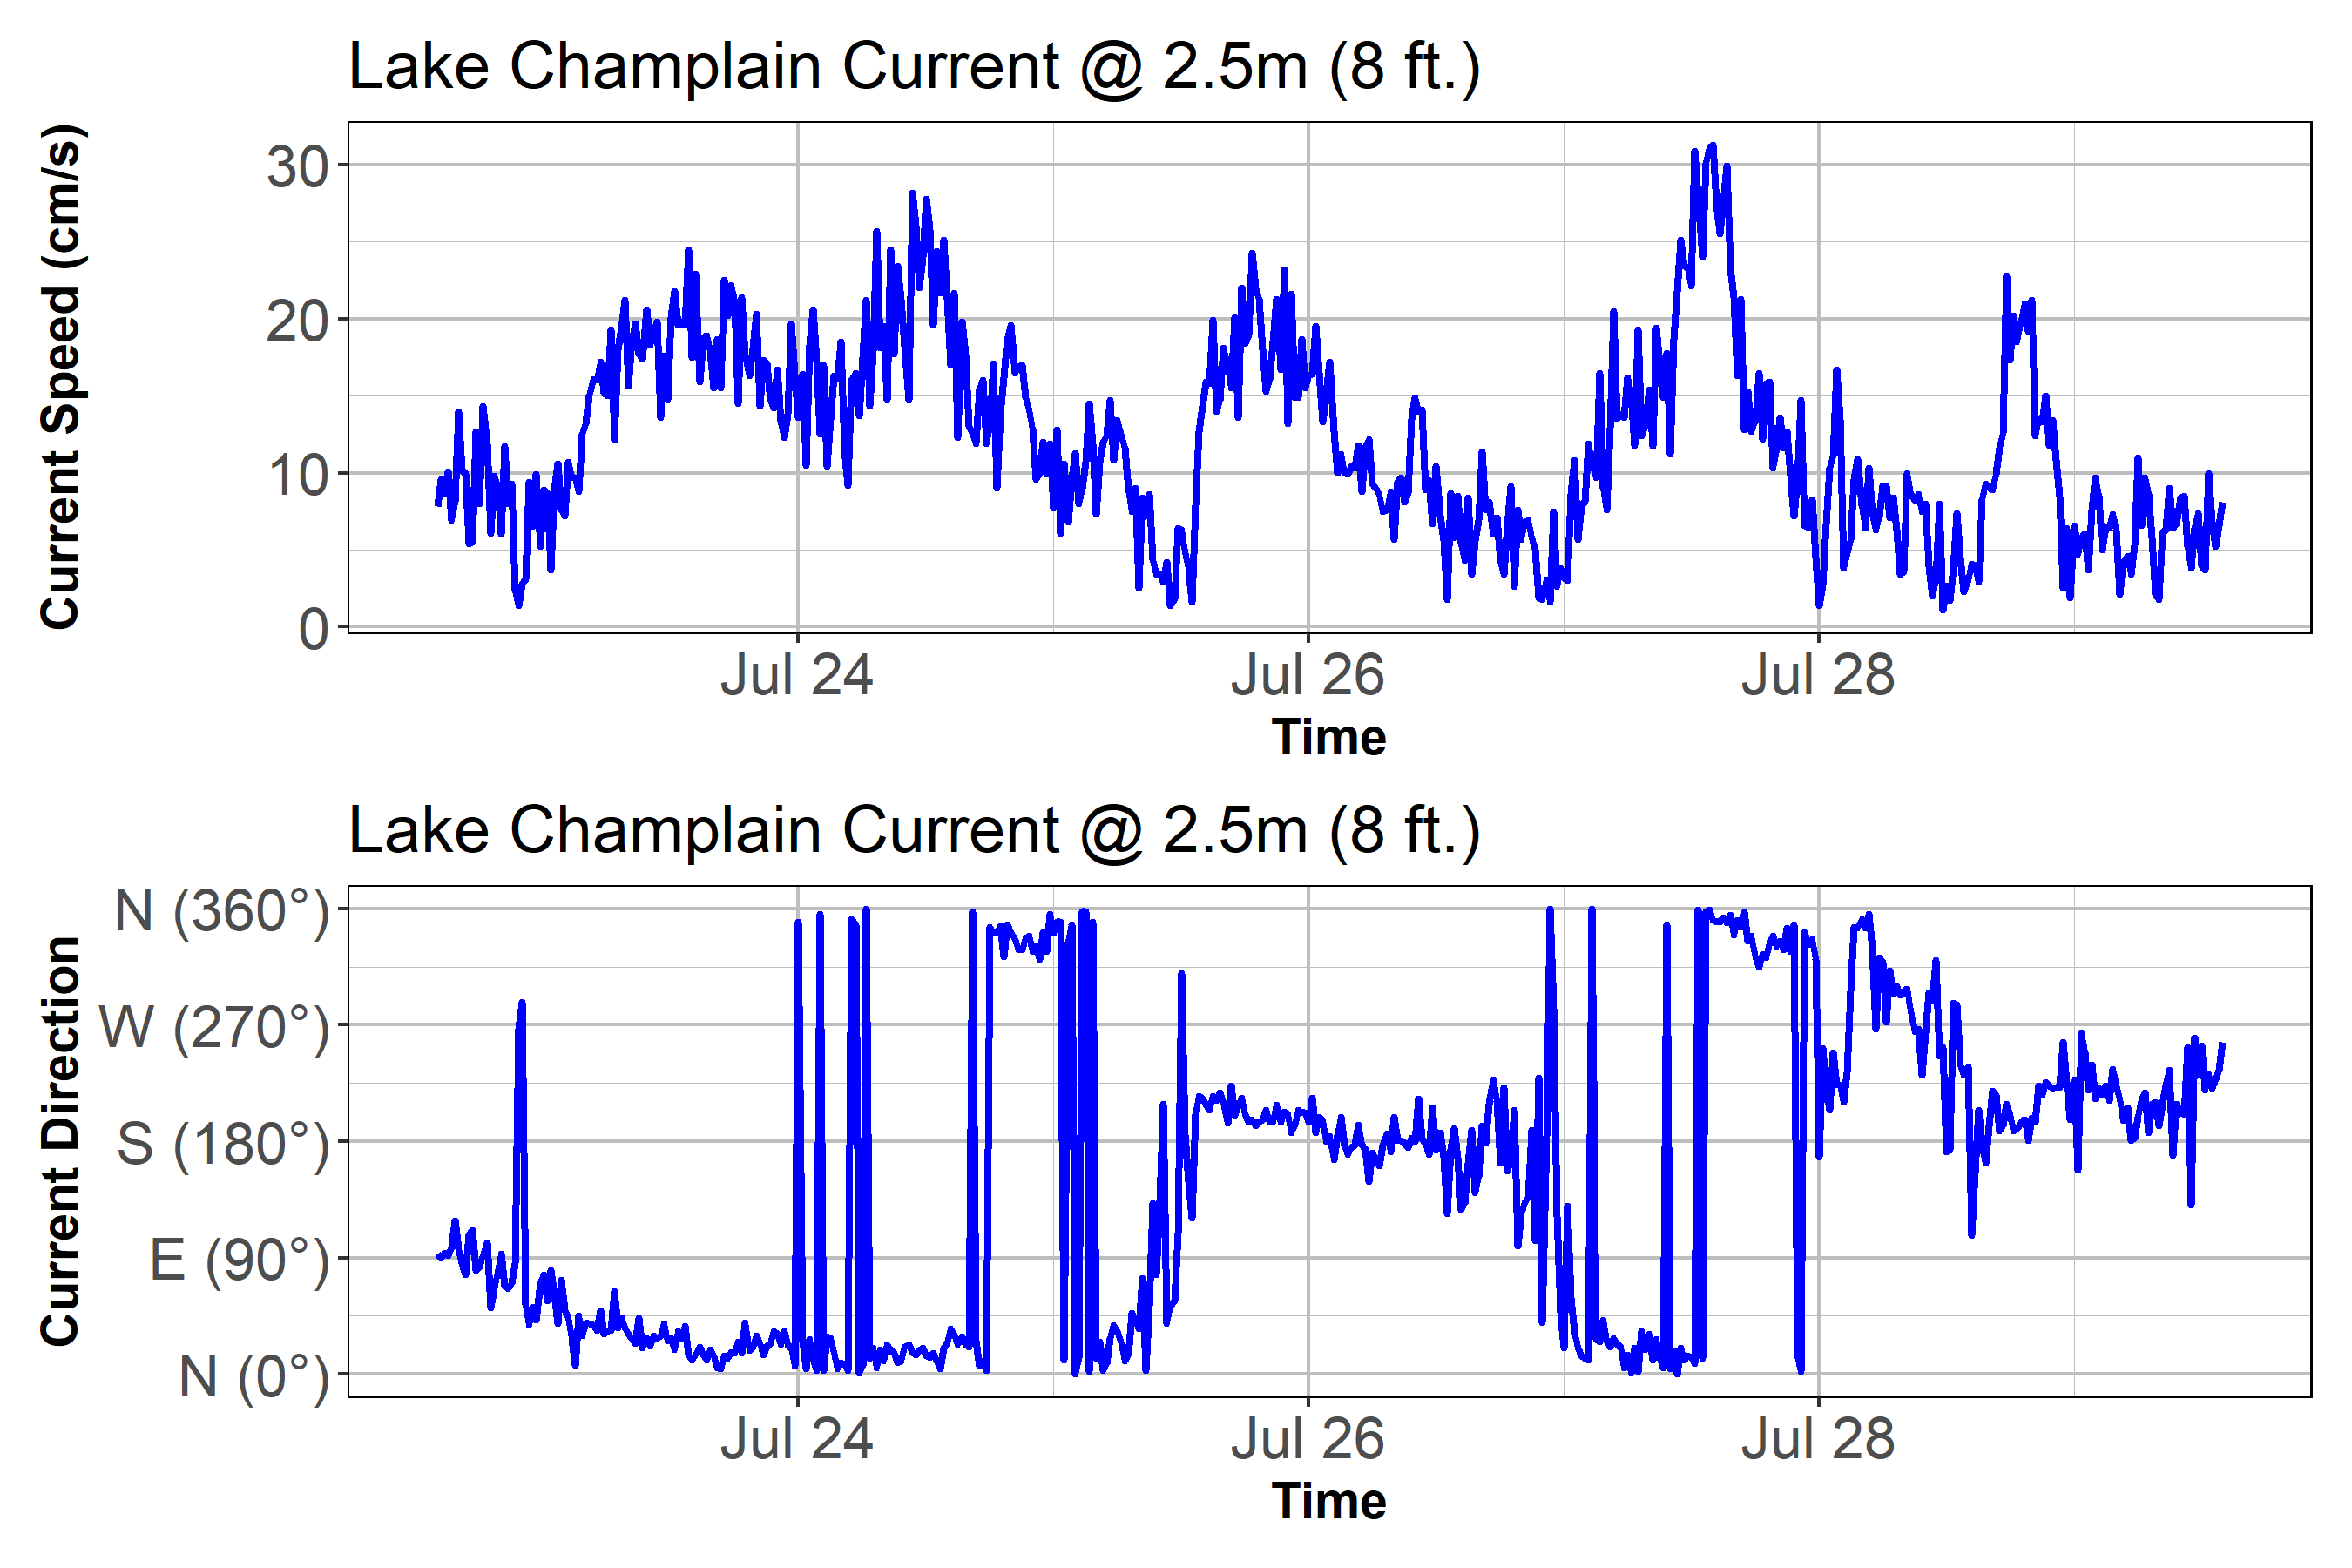 Lake Champlain Current @ 2.5m (8 ft.)
Current Speed (cm/s)
30
20
10
0
Jul 24 Jul 26 Jul 28
Time
Lake Champlain Current @ 2.5m (8 ft.)
Current Direction
N (360°)
W (270°)
S (180°)
E (90°)
N (0°)
Jul 24 Jul 26 Jul 28
Time